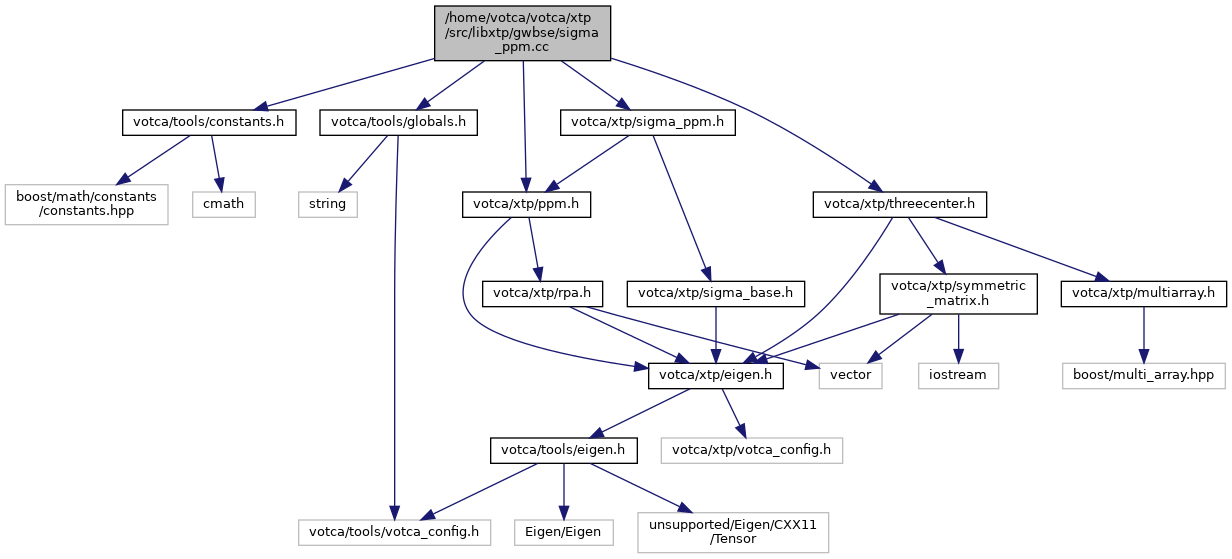 /home/votca/votca/xtp
/src/libxtp/gwbse/sigma
_ppm.cc
votca/tools/constants.h
votca/tools/globals.h
votca/xtp/sigma_ppm.h
boost/math/constants
/constants.hpp
cmath
string
votca/xtp/ppm.h
votca/xtp/threecenter.h
votca/xtp/rpa.h
votca/xtp/sigma_base.h
votca/xtp/symmetric
_matrix.h
votca/xtp/multiarray.h
votca/xtp/eigen.h
vector
iostream
boost/multi_array.hpp
votca/tools/eigen.h
votca/xtp/votca_config.h
votca/tools/votca_config.h
Eigen/Eigen
unsupported/Eigen/CXX11
/Tensor